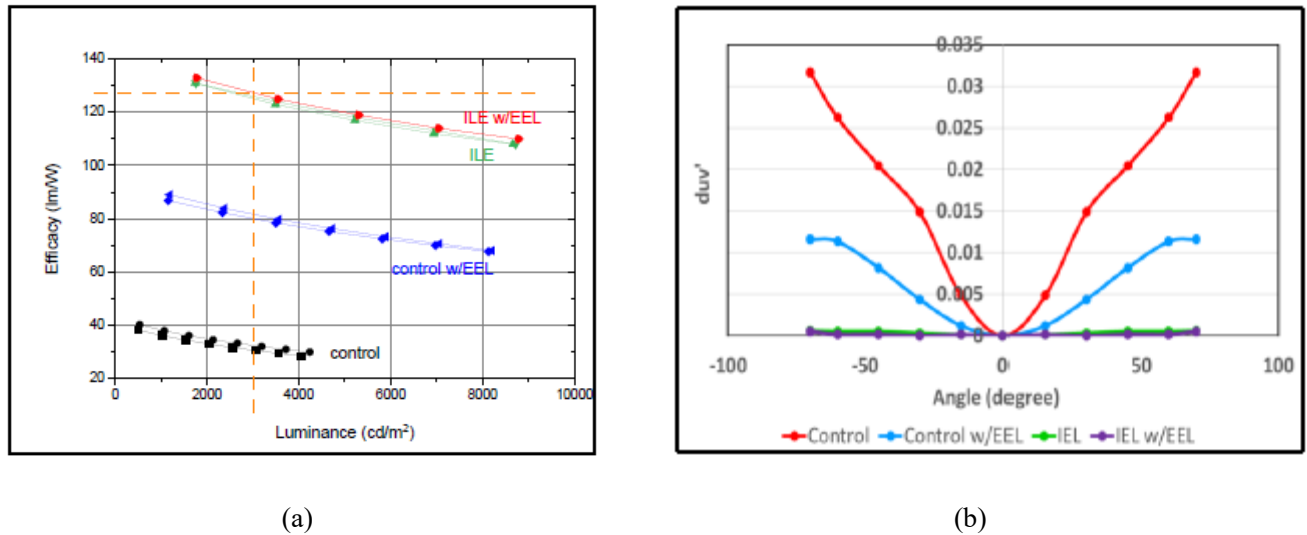 140
120
100
80
60
40
20
0 2000 4000 6000 8000 10000
Efficacy (lm/W)
Luminance (cd/m²)
ILE w/EEL
ILE
control w/EEL
control
(a)
0.035
0.03
0.025
0.02
0.015
0.01
0.005
0
-100 -50 0 50 100
duv'
Angle (degree)
Control Control w/EEL IEL IEL w/EEL
(b)